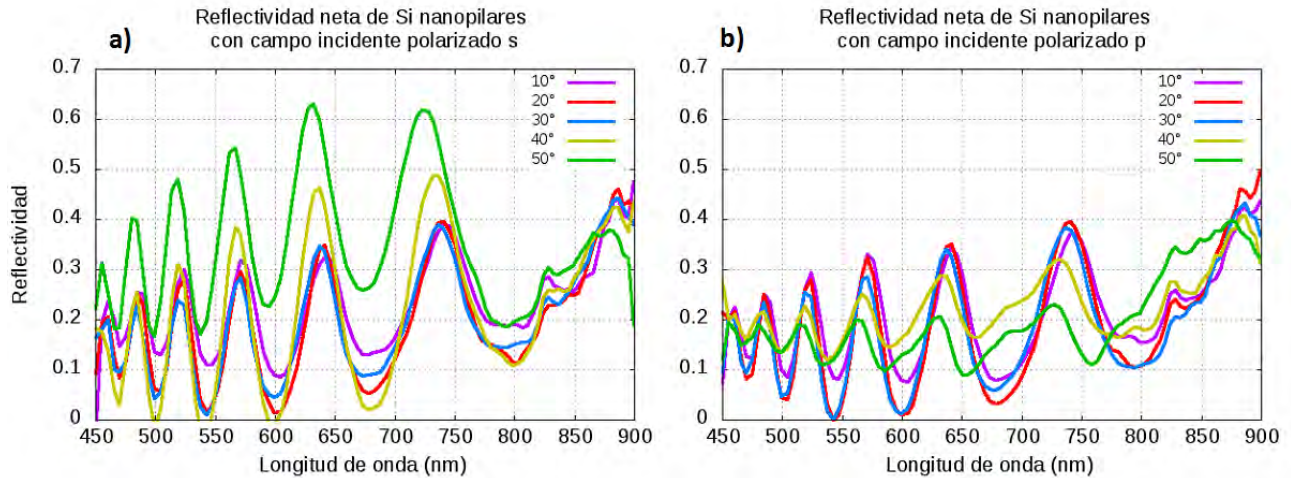 Reflectividad neta de Si nanopilares
con campo incidente polarizado s
a)
0.7
0.6
0.5
0.4
0.3
0.2
0.1
0
10°
20°
30°
40°
50°
Reflectividad
450 500 550 600 650 700 750 800 850 900
Longitud de onda (nm)
Reflectividad neta de Si nanopilares
con campo incidente polarizado p
b)
0.7
0.6
0.5
0.4
0.3
0.2
0.1
0
10°
20°
30°
40°
50°
450 500 550 600 650 700 750 800 850 900
Longitud de onda (nm)